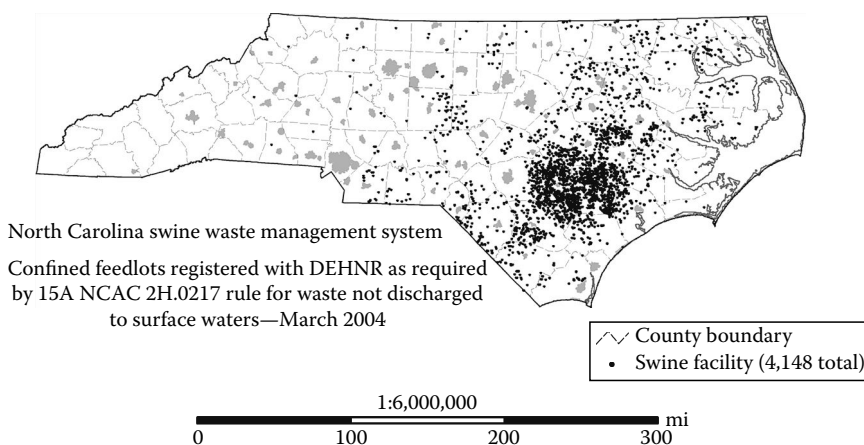 North Carolina swine waste management system
Confined feedlots registered with DEHNR as required
by 15A NCAC 2H.0217 rule for waste not discharged
to surface waters—March 2004
County boundary
Swine facility (4,148 total)
1:6,000,000
mi
0 100 200 300